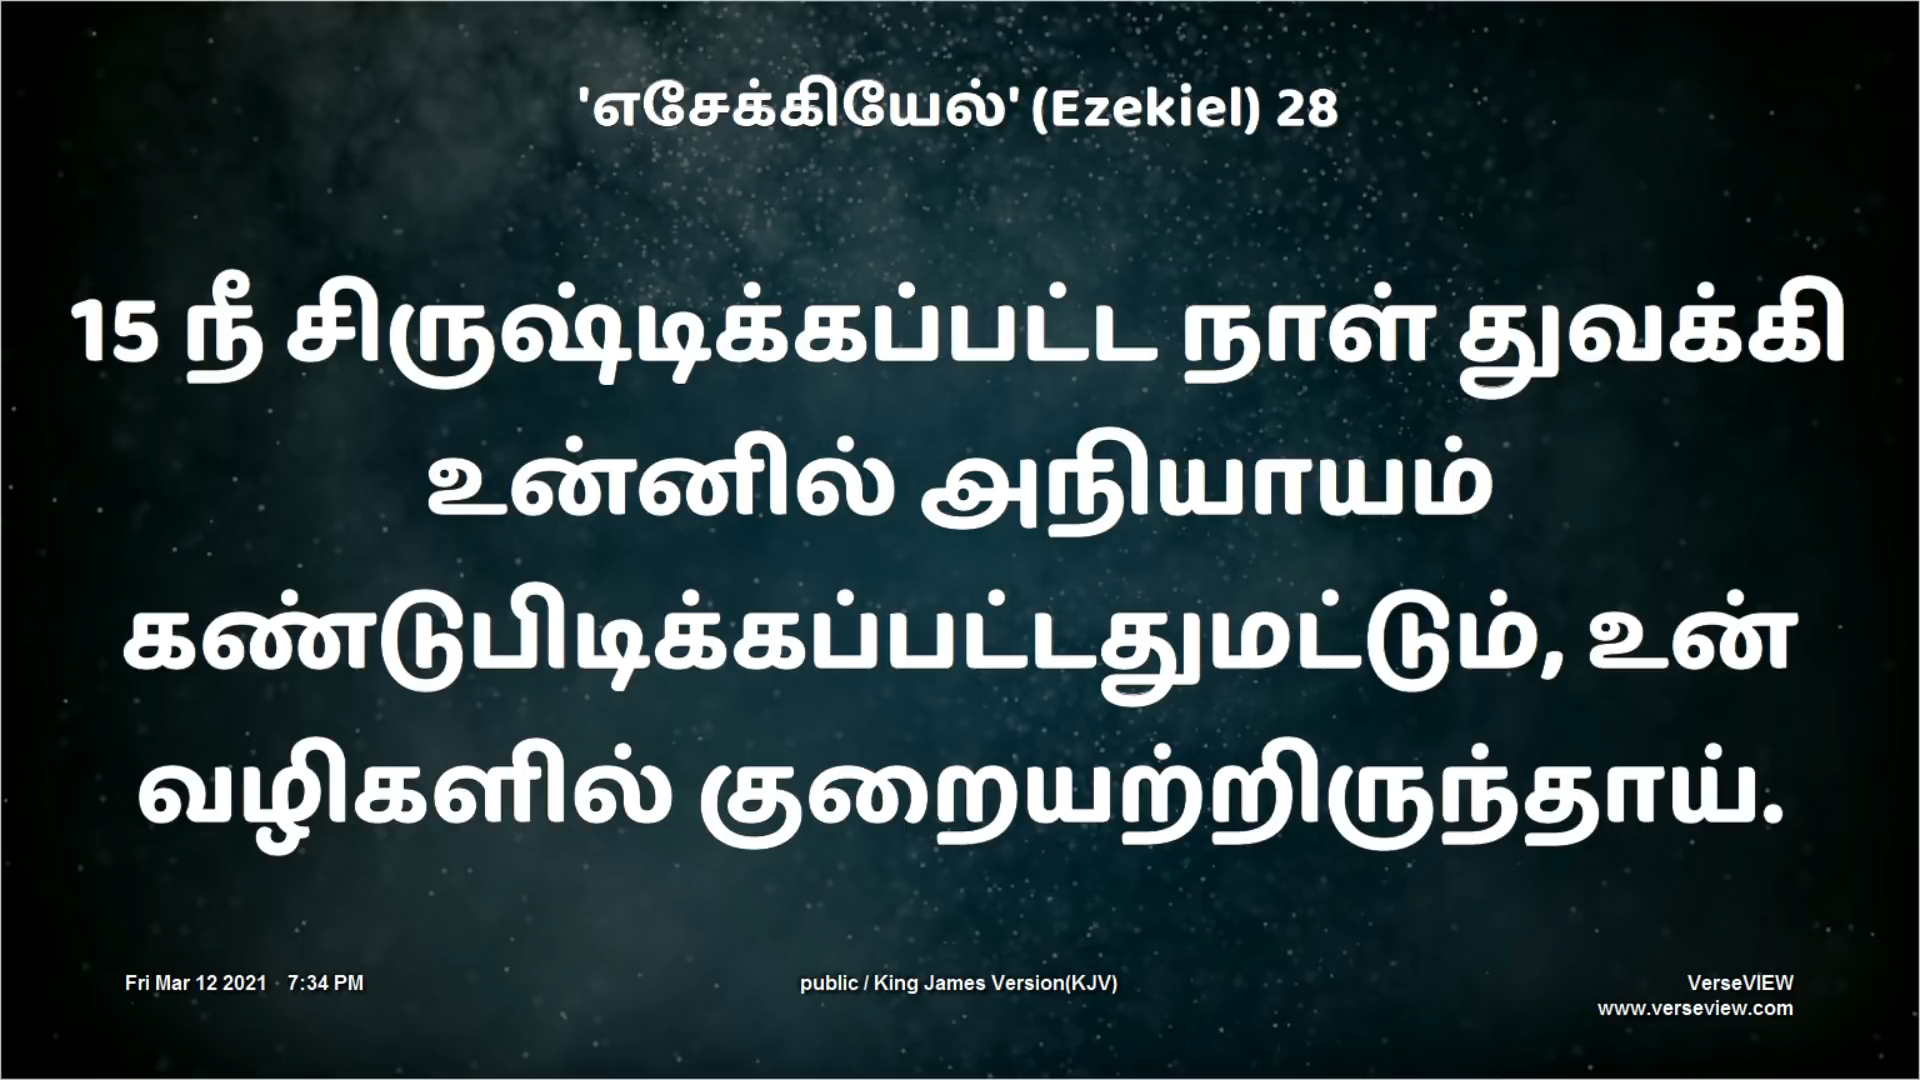 'எசேக்கியேல்' (Ezekiel) 28
15 நீ சிருஷ்டிக்கப்பட்ட நாள் துவக்கி
உன்னில் அநியாயம்
கண்டுபிடிக்கப்பட்டதுமட்டும், உன்
வழிகளில் குறையற்றிருந்தாய்.
Fri Mar 12 2021 · 7:34 PM
public / King James Version(KJV)
VerseVIEW
www.verseview.com